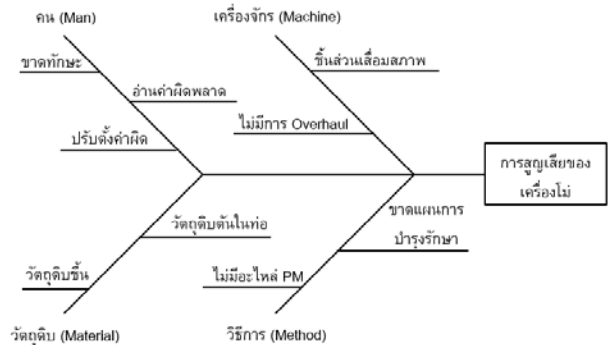 คน (Man)
เครื่องจักร (Machine)
ขาดทักษะ
ชิ้นส่วนเสื่อมสภาพ
อ่านค่าผิดพลาด
ไม่มีการ Overhaul
ปรับตั้งค่าผิด
การสูญเสียของ
เครื่องโม่
ขาดแผนการ
บำรุงรักษา
วัตถุดิบตันในท่อ
วัตถุดิบชื้น
ไม่มีอะไหล่ PM
วัตถุดิบ (Material)
วิธีการ (Method)